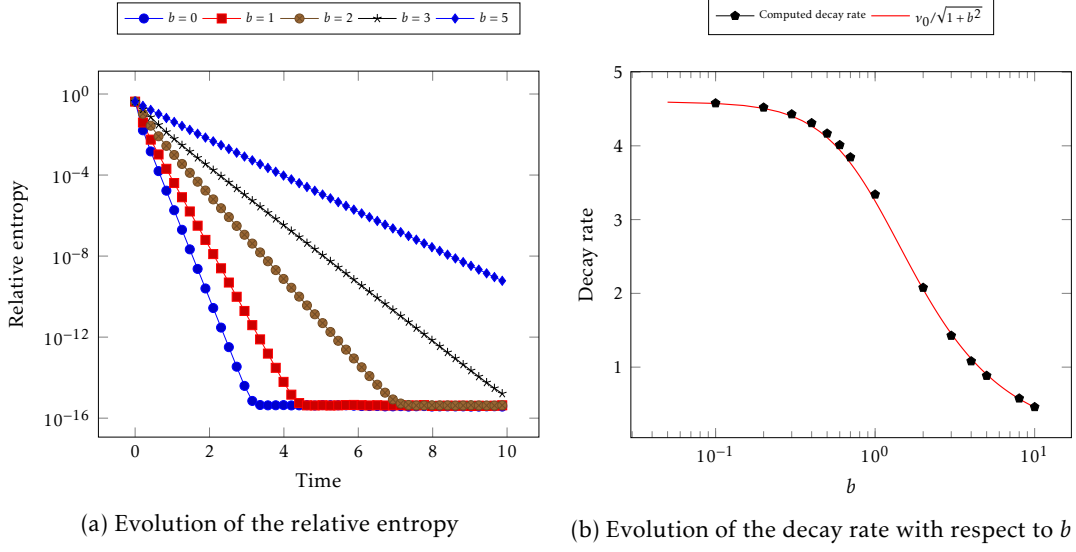 b = 0 b = 1 b = 2 b = 3 b = 5
10^0
10^−4
10^−8
10^−12
10^−16
0 2 4 6 8 10
Time
Relative entropy
(a) Evolution of the relative entropy
Computed decay rate ν_0/√(1 + b^2)
5
4
3
2
1
10^−1 10^0 10^1
b
Decay rate
(b) Evolution of the decay rate with respect to b